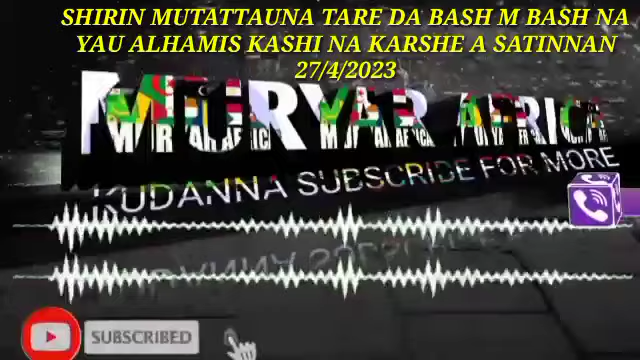 SHIRIN MUTATTAUNA TARE DA BASH M BASH NA
YAU ALHAMIS KASHI NA KARSHE A SATINNAN
27/4/2023
MURYAR AFRICA
KUDANNA SUBSCRIBE FOR MORE
SUBSCRIBED